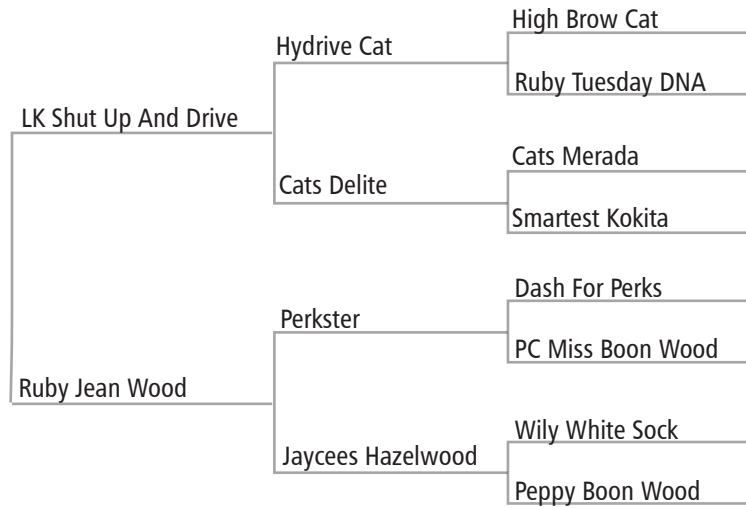 High Brow Cat
Hydrive Cat
Ruby Tuesday DNA
LK Shut Up And Drive
Cats Merada
Cats Delite
Smartest Kokita
Dash For Perks
Perkster
PC Miss Boon Wood
Ruby Jean Wood
Wily White Sock
Jaycees Hazelwood
Peppy Boon Wood